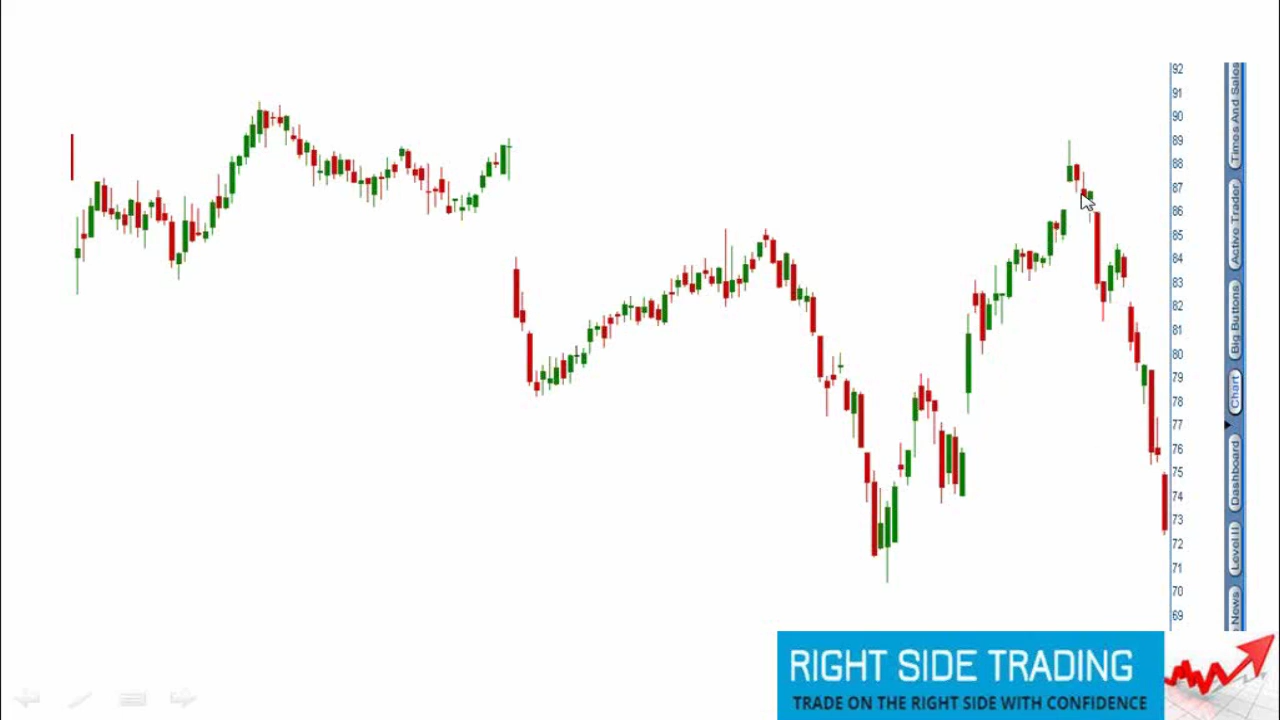 92
91
90
89
88
87
86
85
84
83
82
81
80
79
78
77
76
75
74
73
72
71
70
69
Times And Sales
Active Trader
Big Buttons
Chart
Dashboard
Level II
News
RIGHT SIDE TRADING
TRADE ON THE RIGHT SIDE WITH CONFIDENCE